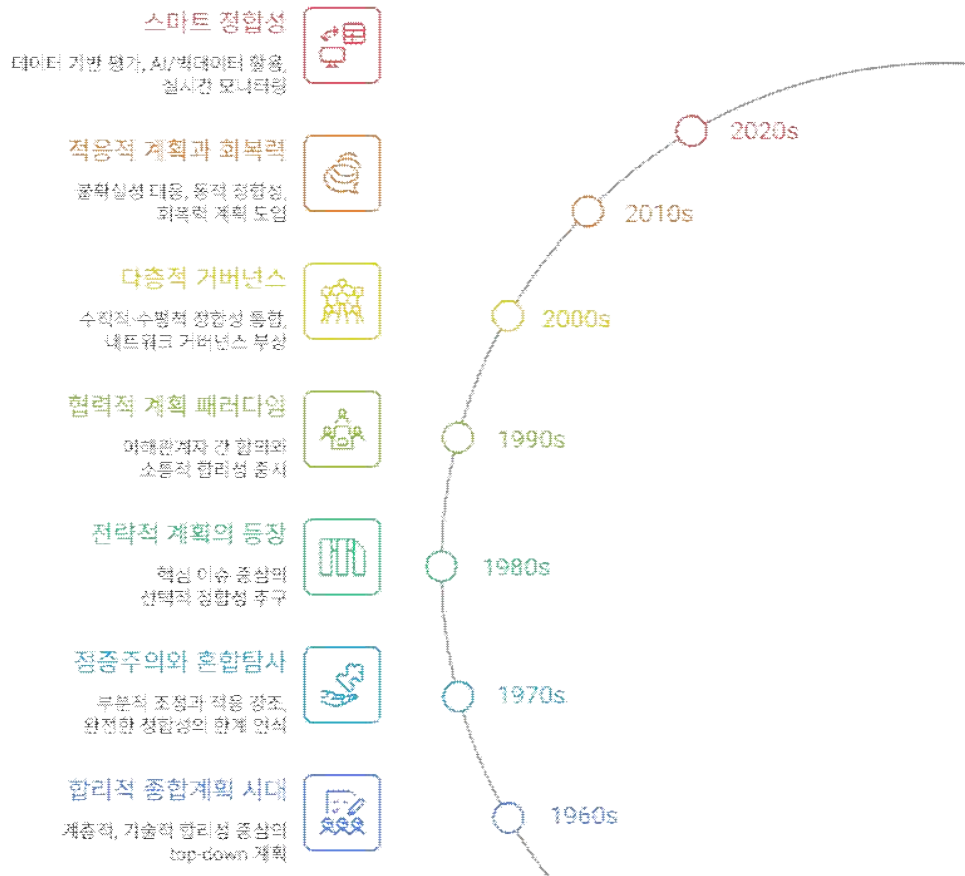 스마트 정합성
데이터 기반 평가, AI/빅데이터 활용,
실시간 모니터링
2020s
적응적 계획과 회복력
불확실성 대응, 동적 정합성,
회복력 계획 도입
2010s
다층적 거버넌스
수직적·수평적 정합성 통합,
네트워크 거버넌스 부상
2000s
협력적 계획 패러다임
이해관계자 간 합의와
소통적 합리성 중시
1990s
전략적 계획의 등장
핵심 이슈 중심의
선택적 정합성 추구
1980s
점증주의와 혼합탐사
부분적 조정과 적응 강조,
완전한 정합성의 한계 인식
1970s
합리적 종합계획 시대
계층적, 기술적 합리성 중심의
top-down 계획
1960s